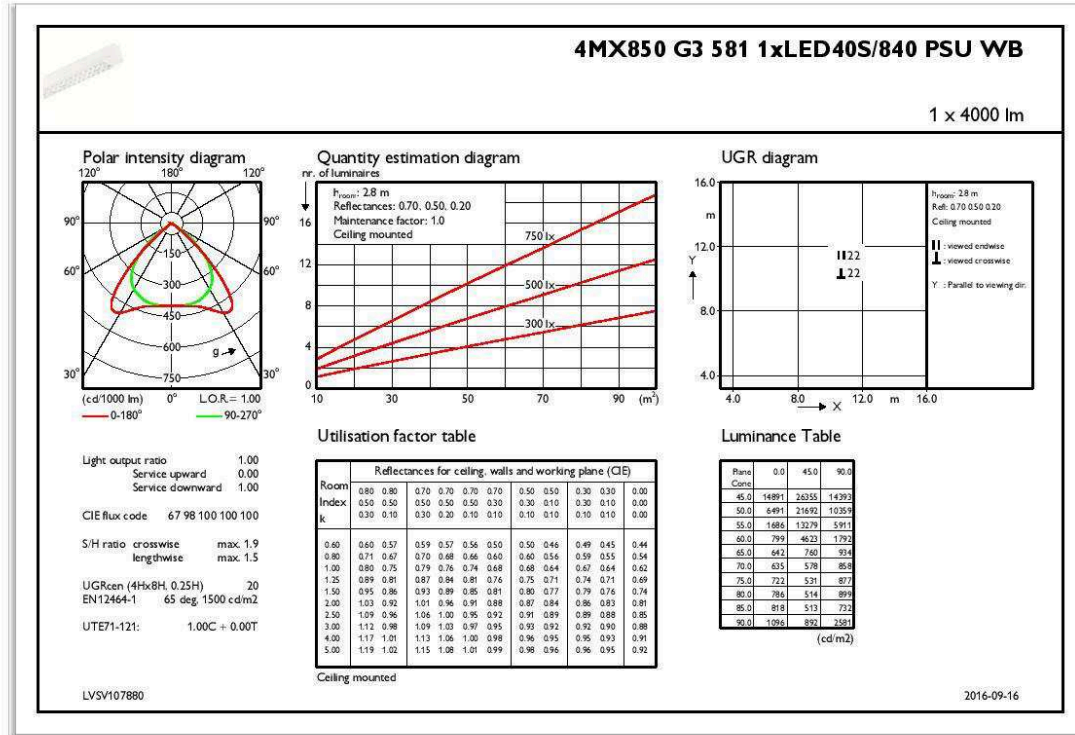 4MX850 G3 581 1xLED40S/840 PSU WB
1 x 4000 lm
Polar intensity diagram
120° 180° 120°
90° 90°
-150-
60° 60°
-300-
-450-
-600-
g
30° -750- 30°
(cd/1000 lm) 0° L.O.R.= 1.00
0-180° 90-270°
Quantity estimation diagram
nr. of luminaires
hroom: 2.8 m
Reflectances: 0.70, 0.50, 0.20
Maintenance factor: 1.0
Ceiling mounted
16
12
8
4
0
750 lx
500 lx
300 lx
10 30 50 70 90 (m²)
UGR diagram
16.0
m
12.0
Y
8.0
4.0
22
22
4.0 8.0 12.0 m 16.0
X
hroom: 2.8 m
Refl: 0.70 0.50 0.20
Ceiling mounted
: viewed endwise
: viewed crosswise
Y : Parallel to viewing dir.
Light output ratio 1.00
Service upward 0.00
Service downward 1.00
CIE flux code 67 98 100 100 100
S/H ratio crosswise max. 1.9
lengthwise max. 1.5
UGRcen (4Hx8H, 0.25H) 20
EN12464-1 65 deg, 1500 cd/m2
UTE71-121: 1.00C + 0.00T
Utilisation factor table
Reflectances for ceiling, walls and working plane (CIE)
Room 0.80 0.80 0.70 0.70 0.70 0.70 0.50 0.50 0.30 0.30 0.00
Index 0.50 0.50 0.50 0.50 0.50 0.30 0.30 0.10 0.30 0.10 0.00
k 0.30 0.10 0.30 0.20 0.10 0.10 0.10 0.10 0.10 0.10 0.00
0.60 0.60 0.57 0.59 0.57 0.56 0.50 0.50 0.46 0.49 0.45 0.44
0.80 0.71 0.67 0.70 0.68 0.66 0.60 0.60 0.56 0.59 0.55 0.54
1.00 0.80 0.75 0.79 0.76 0.74 0.68 0.68 0.64 0.67 0.64 0.62
1.25 0.89 0.81 0.87 0.84 0.81 0.76 0.75 0.71 0.74 0.71 0.69
1.50 0.95 0.86 0.93 0.89 0.85 0.81 0.80 0.77 0.79 0.76 0.74
2.00 1.03 0.92 1.01 0.96 0.91 0.88 0.87 0.84 0.86 0.83 0.81
2.50 1.09 0.96 1.06 1.00 0.95 0.92 0.91 0.89 0.89 0.88 0.85
3.00 1.12 0.98 1.09 1.03 0.97 0.95 0.93 0.92 0.92 0.90 0.88
4.00 1.17 1.01 1.13 1.06 1.00 0.98 0.96 0.95 0.95 0.93 0.91
5.00 1.19 1.02 1.15 1.08 1.01 0.99 0.98 0.96 0.96 0.95 0.92
Ceiling mounted
Luminance Table
Plane 0.0 45.0 90.0
Cone
45.0 14891 26355 14393
50.0 6491 21692 10359
55.0 1686 13279 5911
60.0 799 4623 1792
65.0 642 760 934
70.0 635 578 858
75.0 722 531 877
80.0 786 514 899
85.0 818 513 732
90.0 1096 892 2581
(cd/m2)
LVSV107880
2016-09-16